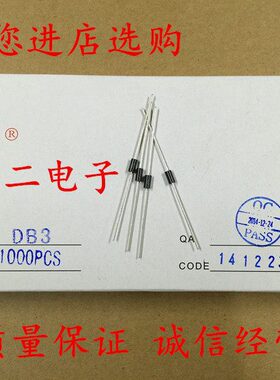 您进店选购
®
二电子
DB3
1000PCS
QC
2014-12-24
PASS
QA
CODE
141223
质量保证 诚信经营